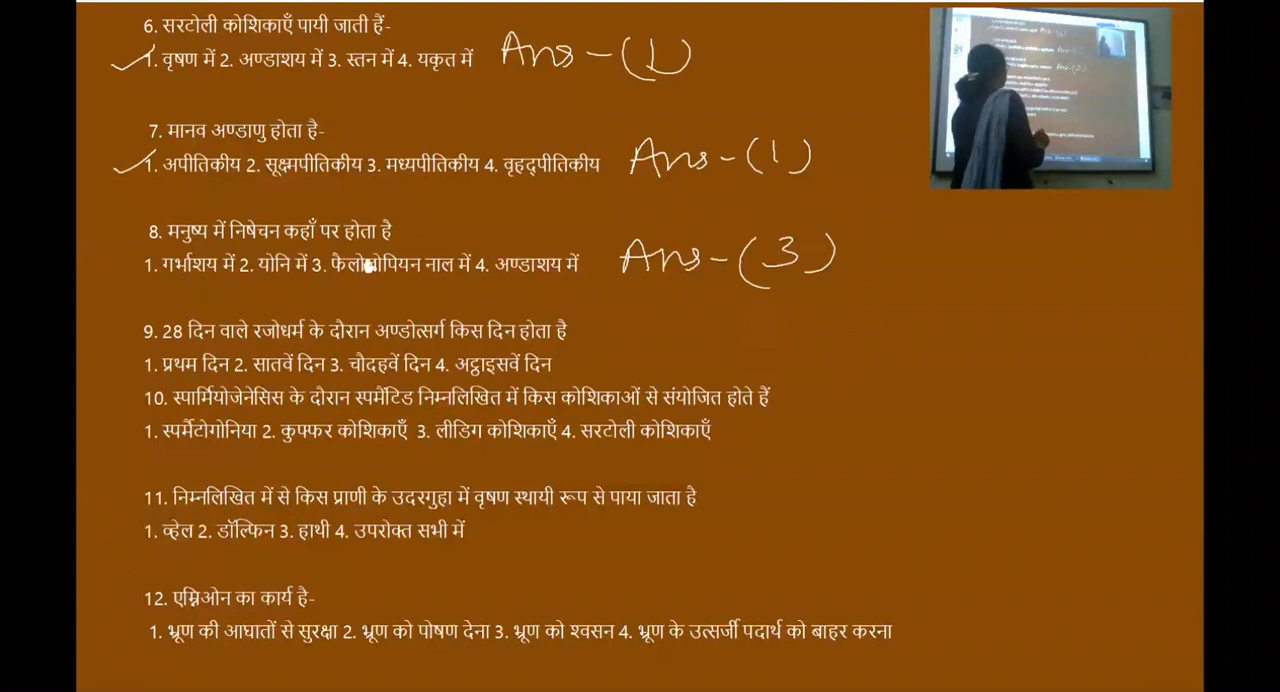 6. सरटोली कोशिकाएँ पायी जाती हैं-
1. वृषण में 2. अण्डाशय में 3. स्तन में 4. यकृत में Ans - (1)
7. मानव अण्डाणु होता है-
1. अपीतिकीय 2. सूक्ष्मपीतिकीय 3. मध्यपीतिकीय 4. वृहद्पीतिकीय Ans - (1)
8. मनुष्य में निषेचन कहाँ पर होता है
1. गर्भाशय में 2. योनि में 3. फैलोपियन नाल में 4. अण्डाशय में Ans - (3)
9. 28 दिन वाले रजोधर्म के दौरान अण्डोत्सर्ग किस दिन होता है
1. प्रथम दिन 2. सातवें दिन 3. चौदहवें दिन 4. अट्ठाइसवें दिन
10. स्पार्मियोजेनेसिस के दौरान स्पर्मैटिड निम्नलिखित में किस कोशिकाओं से संयोजित होते हैं
1. स्पर्मैटोगोनिया 2. कुफ्फर कोशिकाएँ 3. लीडिग कोशिकाएँ 4. सरटोली कोशिकाएँ
11. निम्नलिखित में से किस प्राणी के उदरगुहा में वृषण स्थायी रूप से पाया जाता है
1. व्हेल 2. डॉल्फिन 3. हाथी 4. उपरोक्त सभी में
12. एम्निओन का कार्य है-
1. भ्रूण की आघातों से सुरक्षा 2. भ्रूण को पोषण देना 3. भ्रूण को श्वसन 4. भ्रूण के उत्सर्जी पदार्थ को बाहर करना